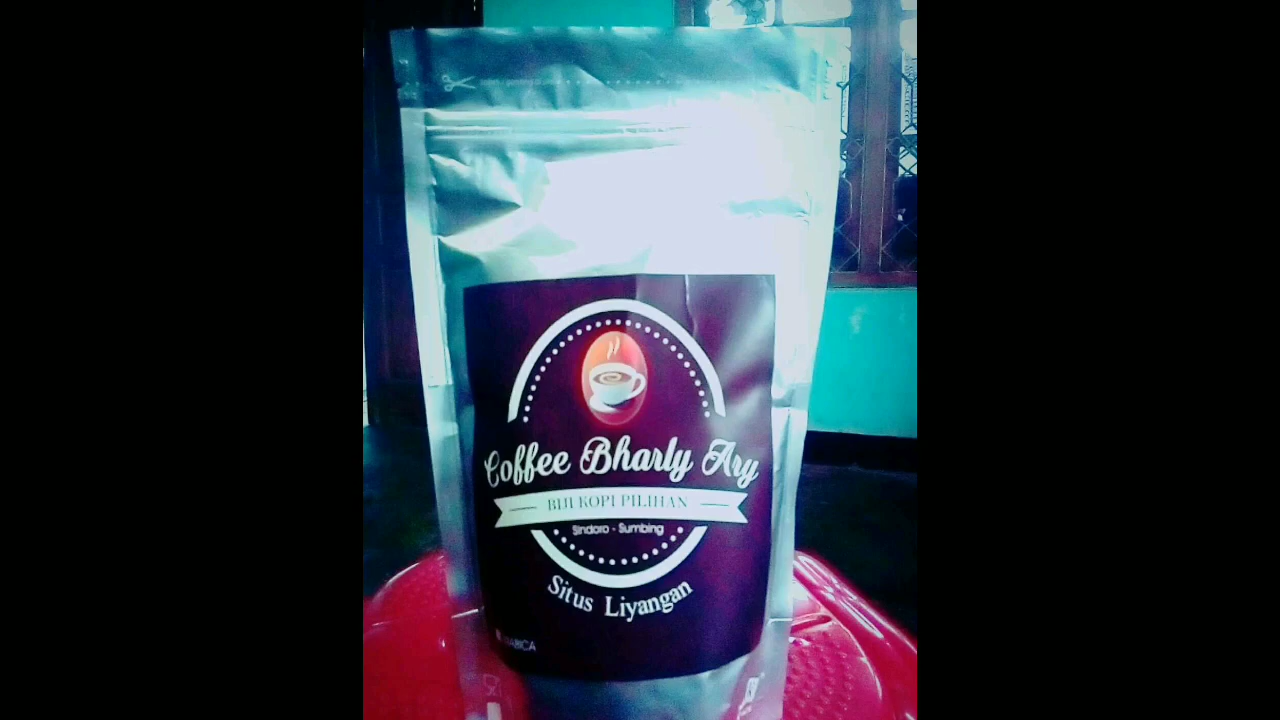 Coffee Bharly Ary
BIJI KOPI PILIHAN
Sindoro - Sumbing
Situs Liyangan